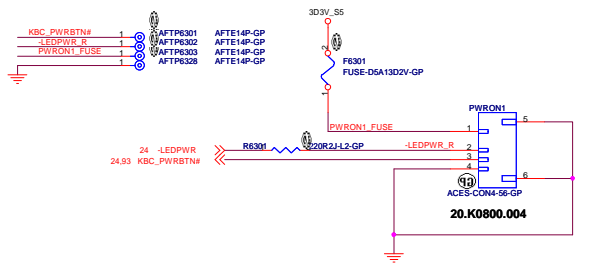 3D3V_S5
KBC_PWRBTN# 1 AFTP6301 AFTE14P-GP
-LEDPWR_R 1 AFTP6302 AFTE14P-GP
PWRON1_FUSE 1 AFTP6303 AFTE14P-GP
1 AFTP6328 AFTE14P-GP
2
F6301
FUSE-D5A13D2V-GP
1
PWRON1
PWRON1_FUSE 1 5
24 -LEDPWR R6301 220R2J-L2-GP -LEDPWR_R 2
24,93 KBC_PWRBTN# 3
4
6
GP
ACES-CON4-56-GP
20.K0800.004